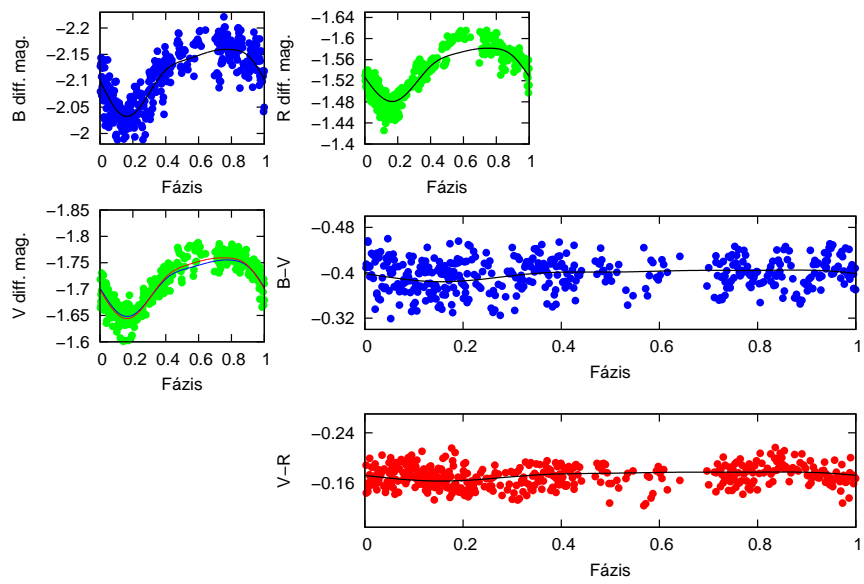 B diff. mag.
−2.2
−2.15
−2.1
−2.05
−2
0 0.2 0.4 0.6 0.8 1
Fázis
R diff. mag.
−1.64
−1.6
−1.56
−1.52
−1.48
−1.44
−1.4
0 0.2 0.4 0.6 0.8 1
Fázis
V diff. mag.
−1.85
−1.8
−1.75
−1.7
−1.65
−1.6
0 0.2 0.4 0.6 0.8 1
Fázis
B−V
−0.48
−0.4
−0.32
0 0.2 0.4 0.6 0.8 1
Fázis
V−R
−0.24
−0.16
0 0.2 0.4 0.6 0.8 1
Fázis